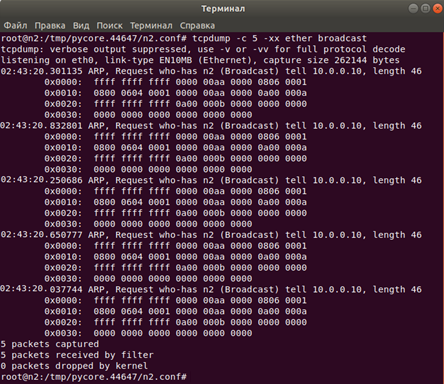 Терминал
Файл Правка Вид Поиск Терминал Справка
root@n2:/tmp/pycore.44647/n2.conf# tcpdump -c 5 -xx ether broadcast
tcpdump: verbose output suppressed, use -v or -vv for full protocol decode
listening on eth0, link-type EN10MB (Ethernet), capture size 262144 bytes
02:43:20.301135 ARP, Request who-has n2 (Broadcast) tell 10.0.0.10, length 46
0x0000: ffff ffff ffff 0000 00aa 0000 0806 0001
0x0010: 0800 0604 0001 0000 00aa 0000 0a00 000a
0x0020: ffff ffff ffff 0a00 000b 0000 0000 0000
0x0030: 0000 0000 0000 0000 0000 0000
02:43:20.832801 ARP, Request who-has n2 (Broadcast) tell 10.0.0.10, length 46
0x0000: ffff ffff ffff 0000 00aa 0000 0806 0001
0x0010: 0800 0604 0001 0000 00aa 0000 0a00 000a
0x0020: ffff ffff ffff 0a00 000b 0000 0000 0000
0x0030: 0000 0000 0000 0000 0000 0000
02:43:20.250686 ARP, Request who-has n2 (Broadcast) tell 10.0.0.10, length 46
0x0000: ffff ffff ffff 0000 00aa 0000 0806 0001
0x0010: 0800 0604 0001 0000 00aa 0000 0a00 000a
0x0020: ffff ffff ffff 0a00 000b 0000 0000 0000
0x0030: 0000 0000 0000 0000 0000 0000
02:43:20.650777 ARP, Request who-has n2 (Broadcast) tell 10.0.0.10, length 46
0x0000: ffff ffff ffff 0000 00aa 0000 0806 0001
0x0010: 0800 0604 0001 0000 00aa 0000 0a00 000a
0x0020: ffff ffff ffff 0a00 000b 0000 0000 0000
0x0030: 0000 0000 0000 0000 0000 0000
02:43:20.037744 ARP, Request who-has n2 (Broadcast) tell 10.0.0.10, length 46
0x0000: ffff ffff ffff 0000 00aa 0000 0806 0001
0x0010: 0800 0604 0001 0000 00aa 0000 0a00 000a
0x0020: ffff ffff ffff 0a00 000b 0000 0000 0000
0x0030: 0000 0000 0000 0000 0000 0000
5 packets captured
5 packets received by filter
0 packets dropped by kernel
root@n2:/tmp/pycore.44647/n2.conf#